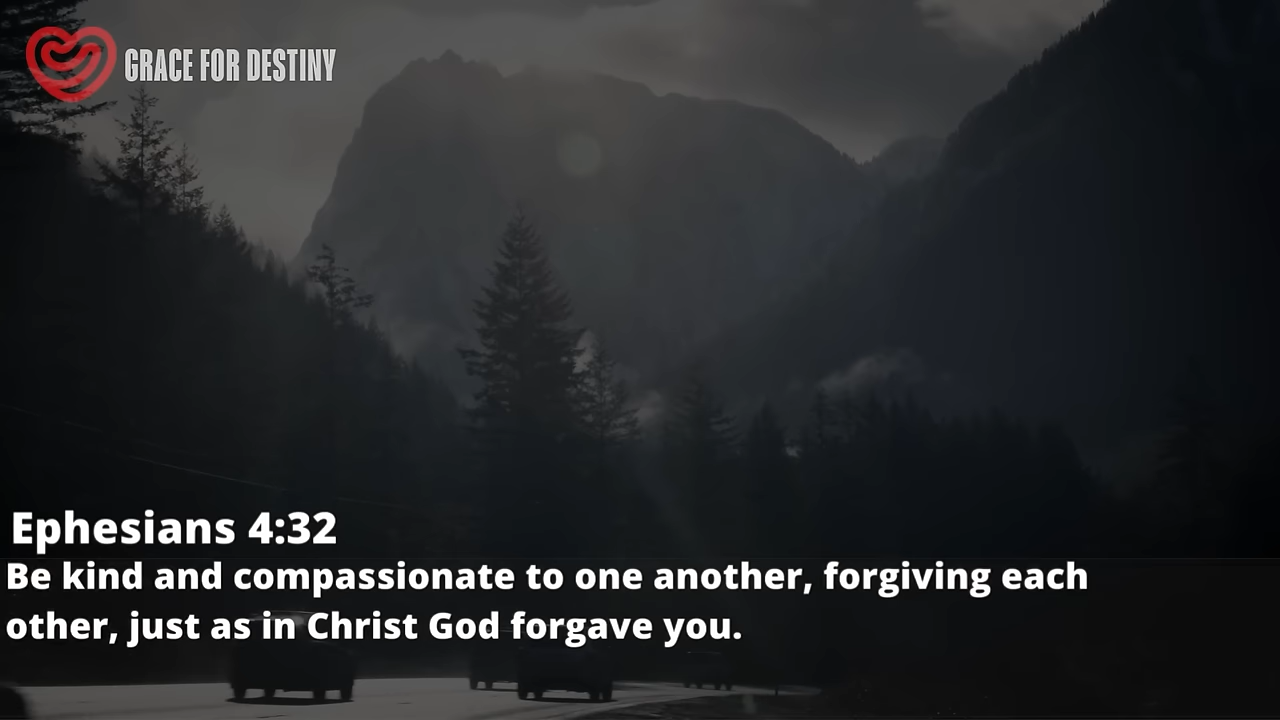 GRACE FOR DESTINY
Ephesians 4:32
Be kind and compassionate to one another, forgiving each
other, just as in Christ God forgave you.